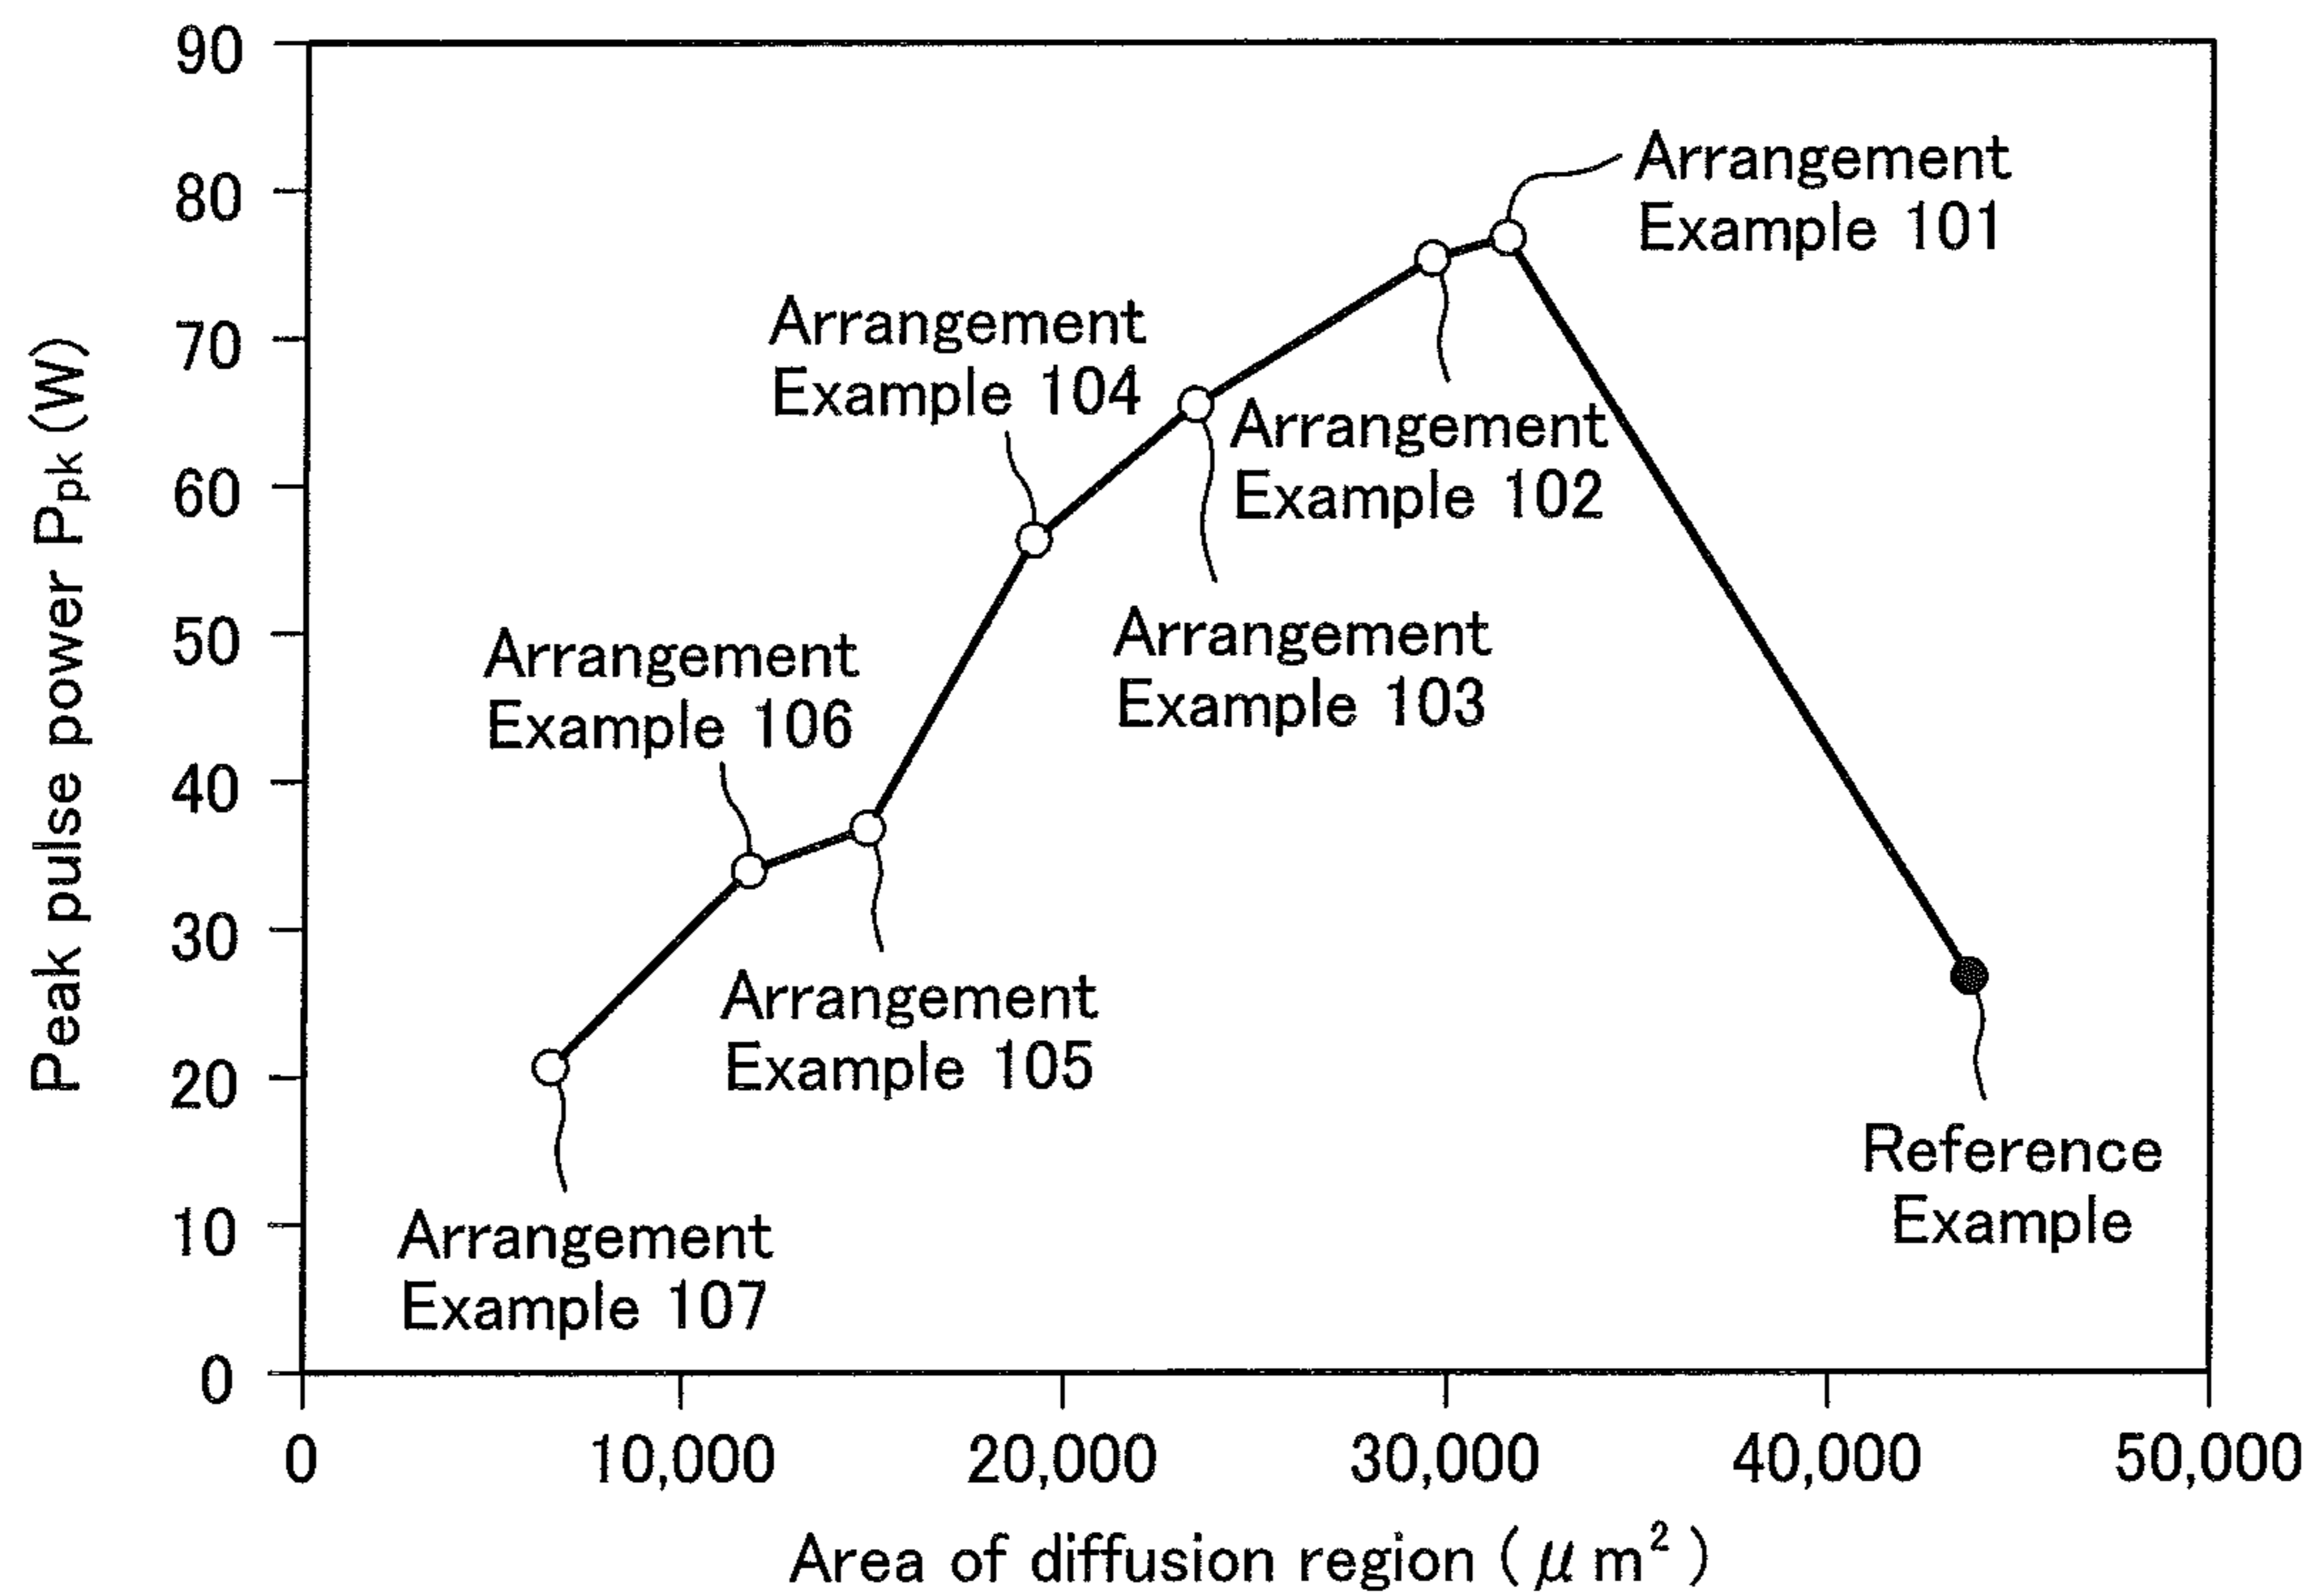 90
80
70
60
50
40
30
20
10
0
Peak pulse power Ppk (W)
Arrangement
Example 101
Arrangement
Example 104
Arrangement
Example 102
Arrangement
Example 103
Arrangement
Example 106
Arrangement
Example 105
Arrangement
Example 107
Reference
Example
0 10,000 20,000 30,000 40,000 50,000
Area of diffusion region (μm²)